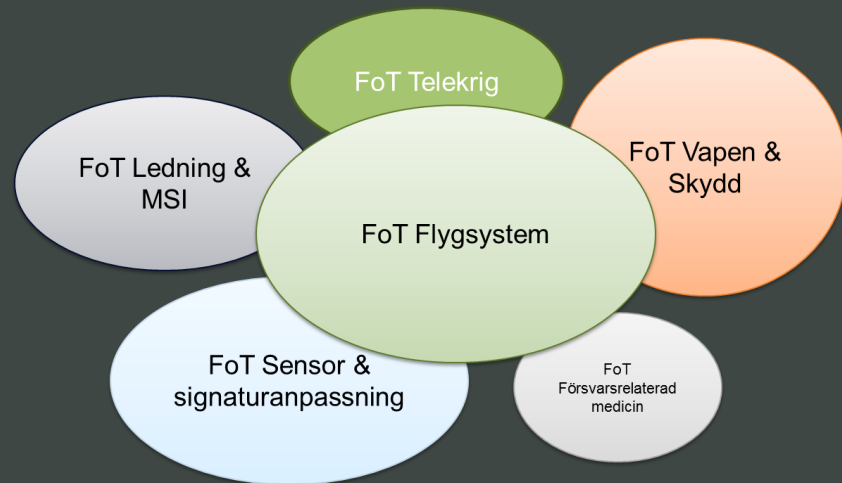 FoT Telekrig
FoT Vapen &
Skydd
FoT Ledning &
MSI
FoT Flygsystem
FoT Sensor &
signaturanpassning
FoT
Försvarsrelaterad
medicin